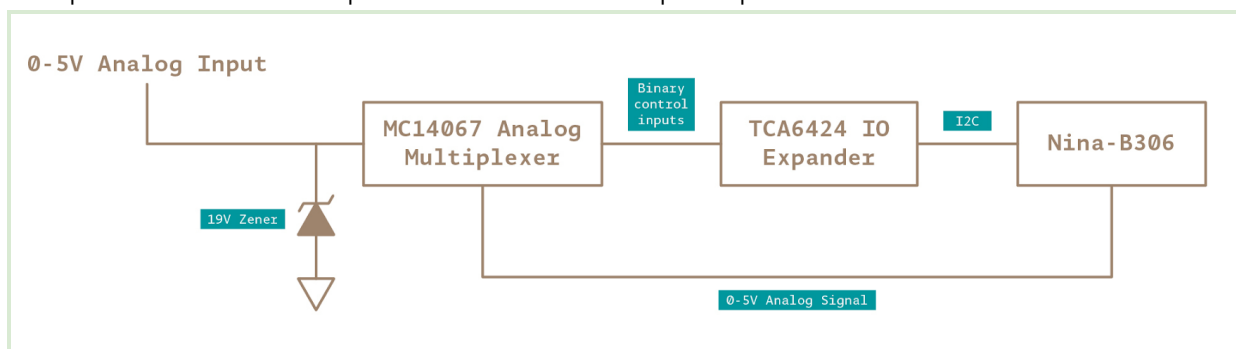 0-5V Analog Input
Binary
control
inputs
MC14067 Analog
Multiplexer
TCA6424 IO
Expander
I2C
Nina-B306
19V Zener
0-5V Analog Signal